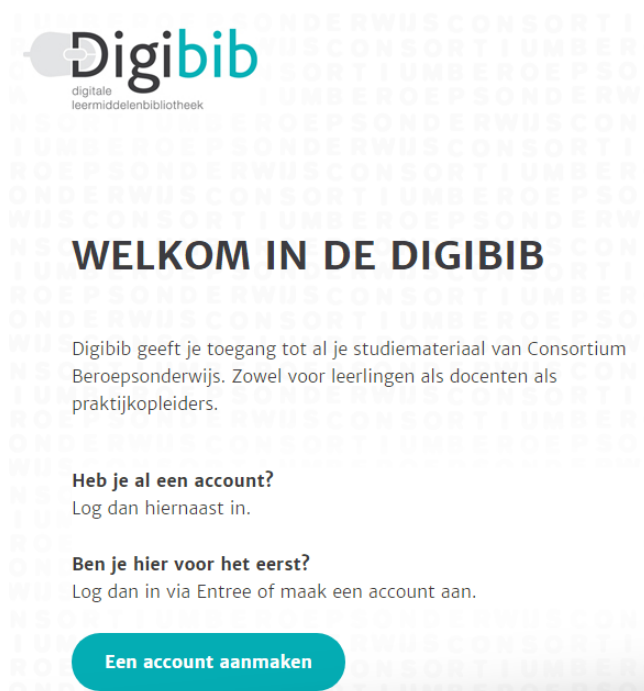 Digibib
digitale
leermiddelenbibliotheek
WELKOM IN DE DIGIBIB
Digibib geeft je toegang tot al je studiemateriaal van Consortium
Beroepsonderwijs. Zowel voor leerlingen als docenten als
praktijkopleiders.
Heb je al een account?
Log dan hiernaast in.
Ben je hier voor het eerst?
Log dan in via Entree of maak een account aan.
Een account aanmaken